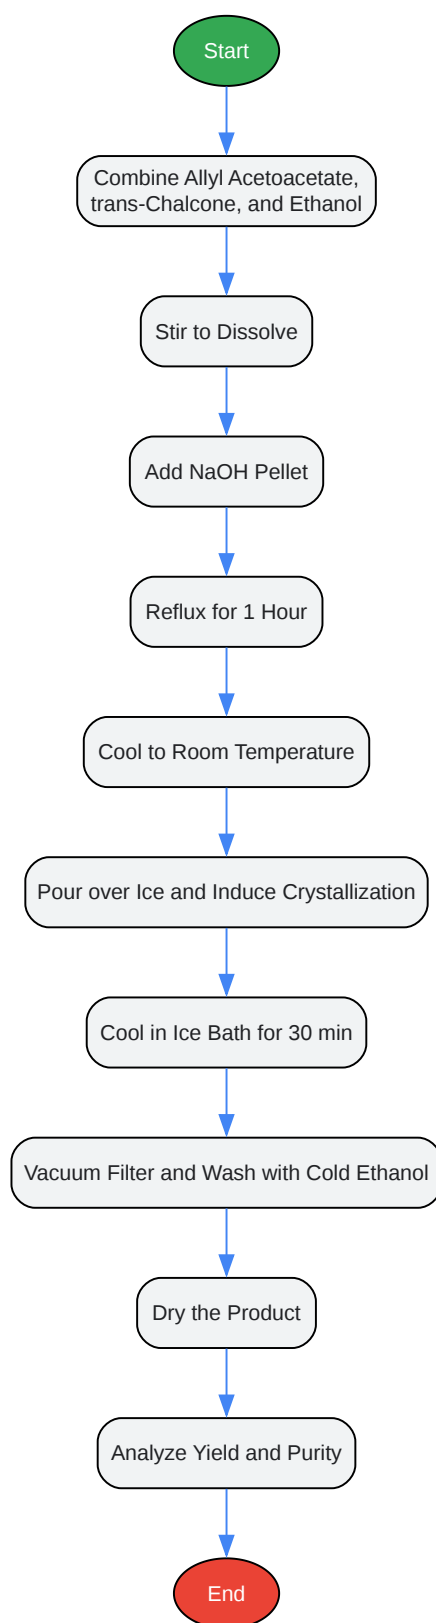 Start
Combine Allyl Acetoacetate,
trans-Chalcone, and Ethanol
Stir to Dissolve
Add NaOH Pellet
Reflux for 1 Hour
Cool to Room Temperature
Pour over Ice and Induce Crystallization
Cool in Ice Bath for 30 min
Vacuum Filter and Wash with Cold Ethanol
Dry the Product
Analyze Yield and Purity
End